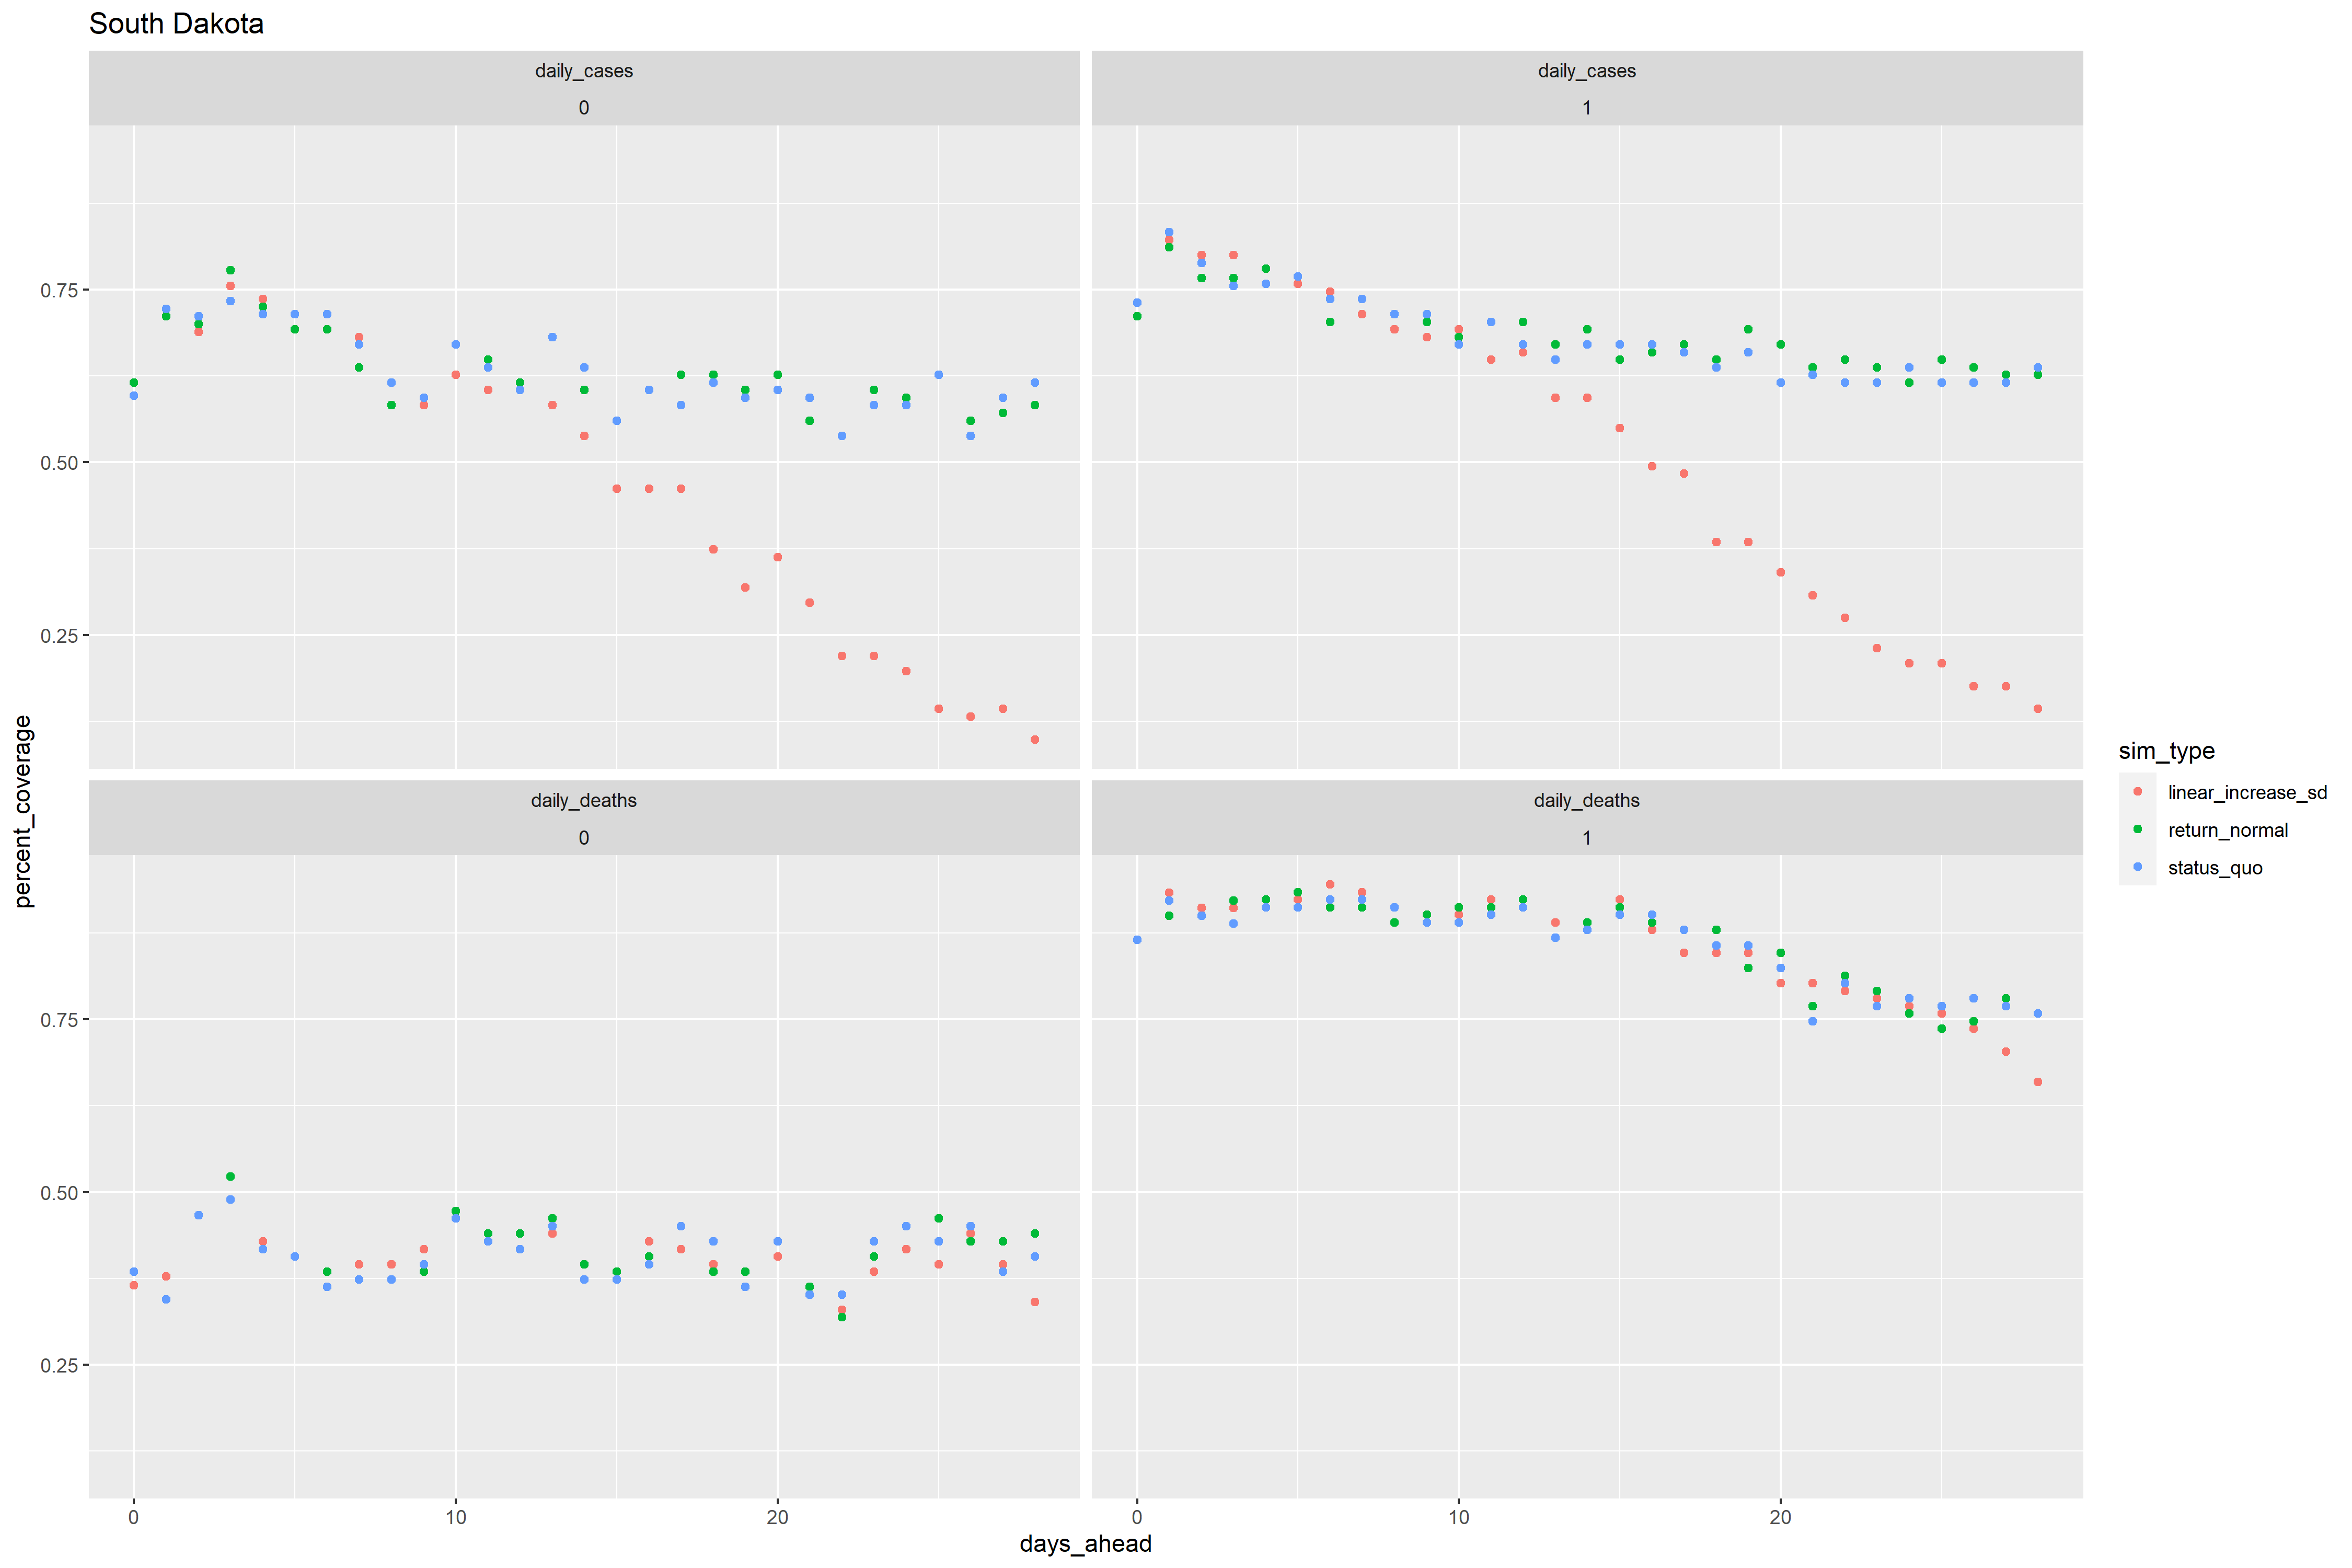 South Dakota
daily_cases
0
daily_cases
1
0.75
0.50
0.25
daily_deaths
0
daily_deaths
1
0.75
0.50
0.25
0
10
20
0
10
20
days_ahead
percent_coverage
sim_type
linear_increase_sd
return_normal
status_quo